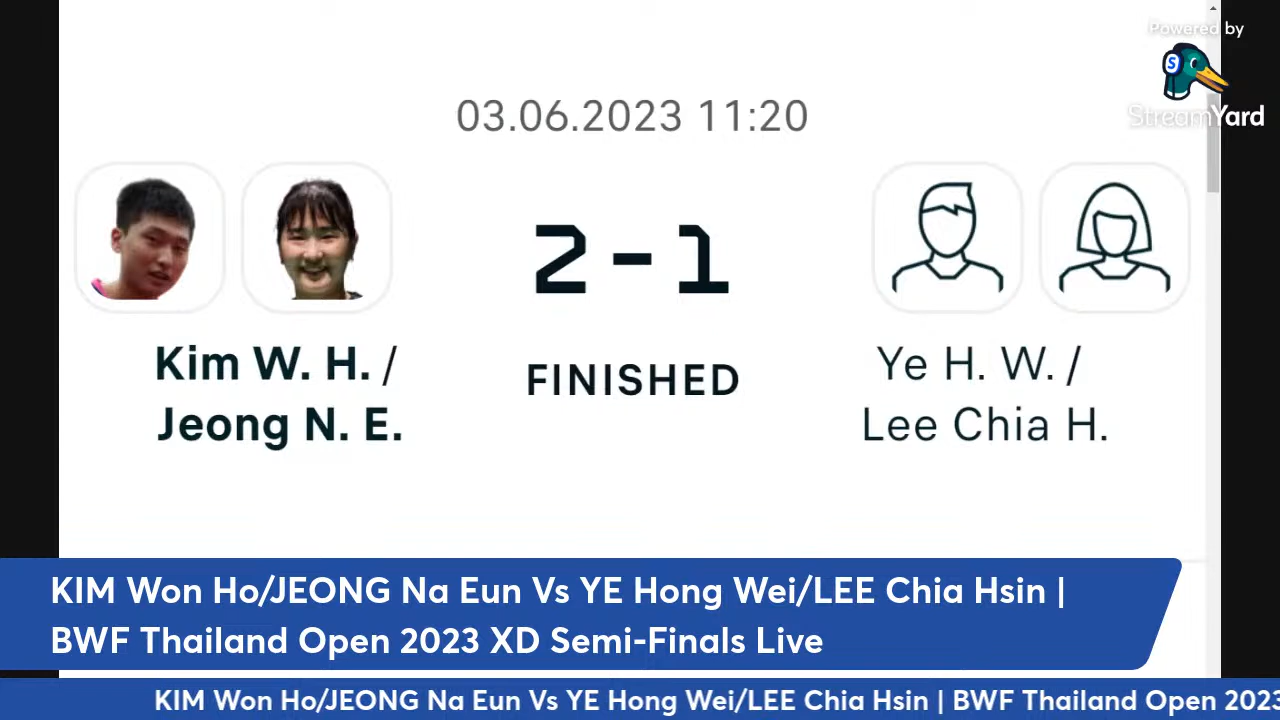 Powered by
S
StreamYard
03.06.2023 11:20
2 - 1
Kim W. H. /
Jeong N. E.
FINISHED
Ye H. W. /
Lee Chia H.
KIM Won Ho/JEONG Na Eun Vs YE Hong Wei/LEE Chia Hsin |
BWF Thailand Open 2023 XD Semi-Finals Live
KIM Won Ho/JEONG Na Eun Vs YE Hong Wei/LEE Chia Hsin | BWF Thailand Open 2023